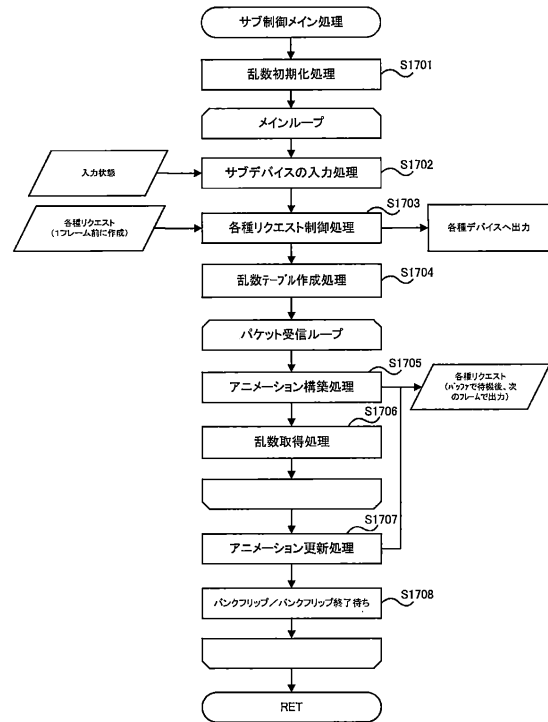 サブ制御メイン処理
乱数初期化処理
S1701
メインループ
入力状態
サブデバイスの入力処理
S1702
各種リクエスト
(1フレーム前に作成)
各種リクエスト制御処理
S1703
各種デバイスへ出力
乱数テーブル作成処理
S1704
パケット受信ループ
アニメーション構築処理
S1705
各種リクエスト
(バッファで待機後、次
のフレームで出力)
乱数取得処理
S1706
アニメーション更新処理
S1707
バンクフリップ/バンクフリップ終了待ち
S1708
RET